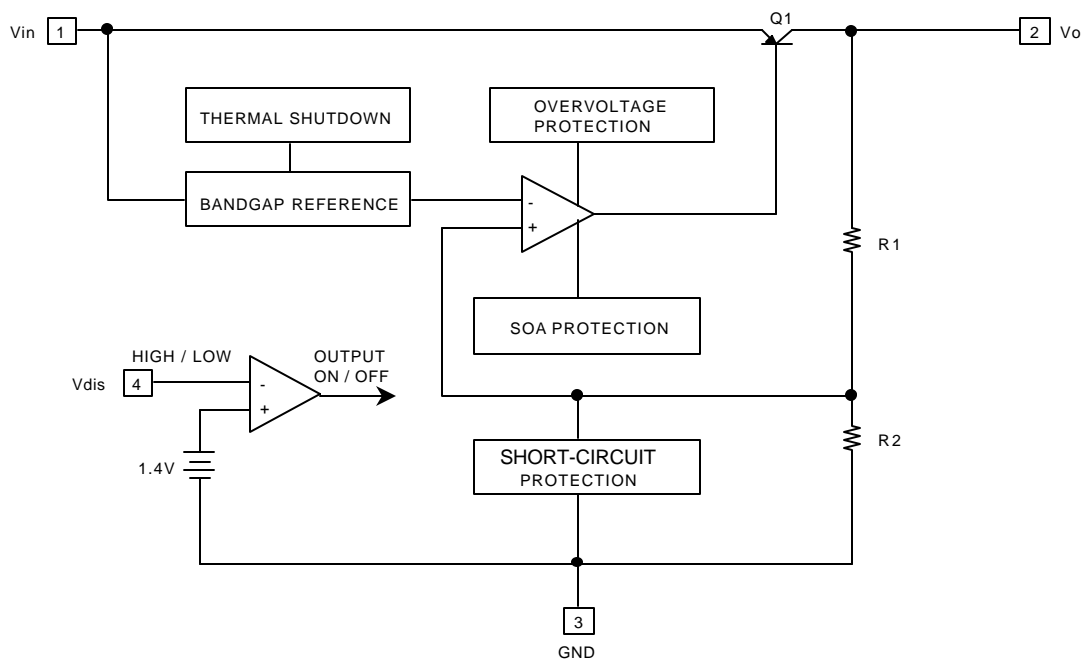 Q1
Vin 1
2 Vo
THERMAL SHUTDOWN
OVERVOLTAGE
PROTECTION
BANDGAP REFERENCE
-
+
R1
SOA PROTECTION
HIGH / LOW
OUTPUT
ON / OFF
Vdis 4
-
+
1.4V
R2
SHORT-CIRCUIT
PROTECTION
3
GND